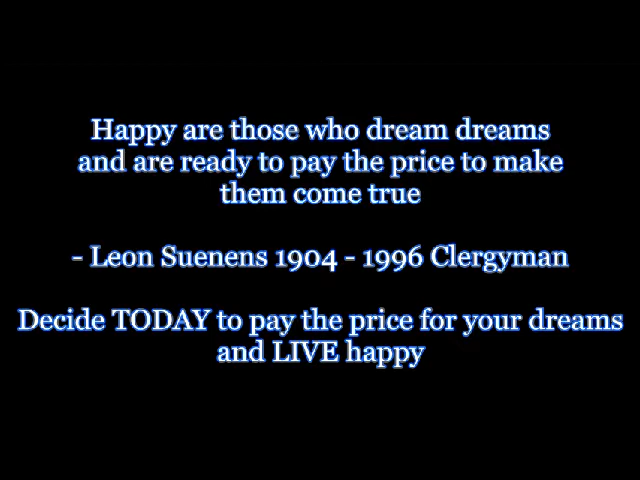 Happy are those who dream dreams
and are ready to pay the price to make
them come true
- Leon Suenens 1904 - 1996 Clergyman
Decide TODAY to pay the price for your dreams
and LIVE happy